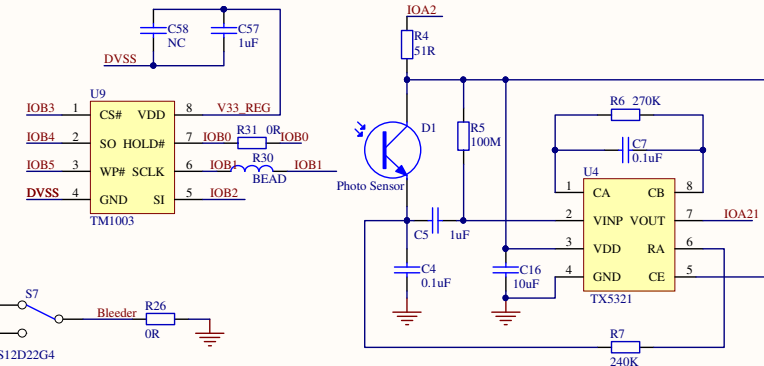 C58
NC
C57
1uF
DVSS
U9
IOB3 1 CS# VDD 8 V33_REG
IOB4 2 SO HOLD# 7 IOB0 R31 0R IOB0
IOB5 3 WP# SCLK 6 IOB1 R30 IOB1
BEAD
DVSS 4 GND SI 5 IOB2
TM1003
S7
Bleeder
R26
0R
S12D22G4
IOA2
R4
51R
D1
Photo Sensor
R5
100M
C5 1uF
C4
0.1uF
C16
10uF
R6 270K
C7
0.1uF
U4
1 CA CB 8
2 VINP VOUT 7 IOA21
3 VDD RA 6
4 GND CE 5
TX5321
R7
240K